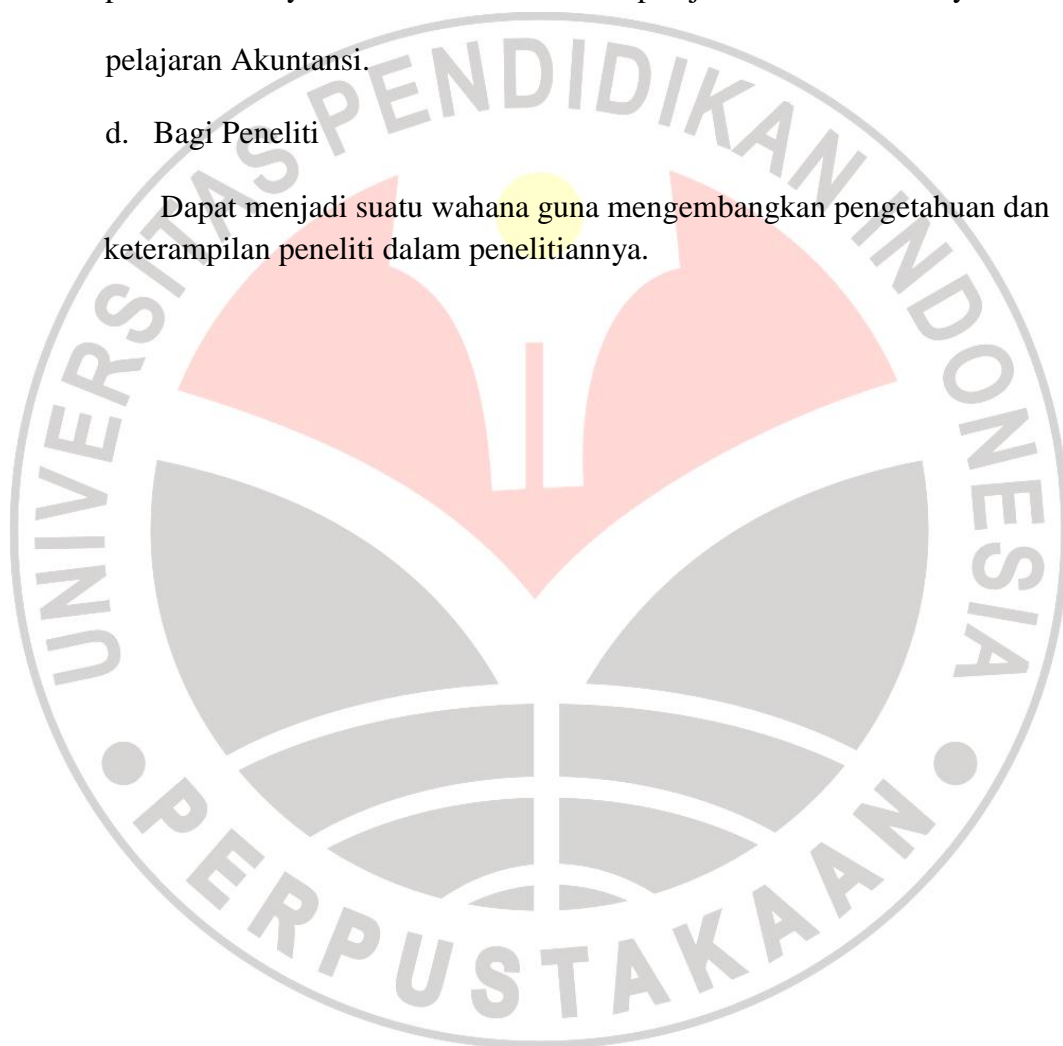 pelajaran Akuntansi.
d. Bagi Peneliti
Dapat menjadi suatu wahana guna mengembangkan pengetahuan dan
keterampilan peneliti dalam penelitiannya.
UNIVERSITAS PENDIDIKAN INDONESIA
PERPUSTAKAAN